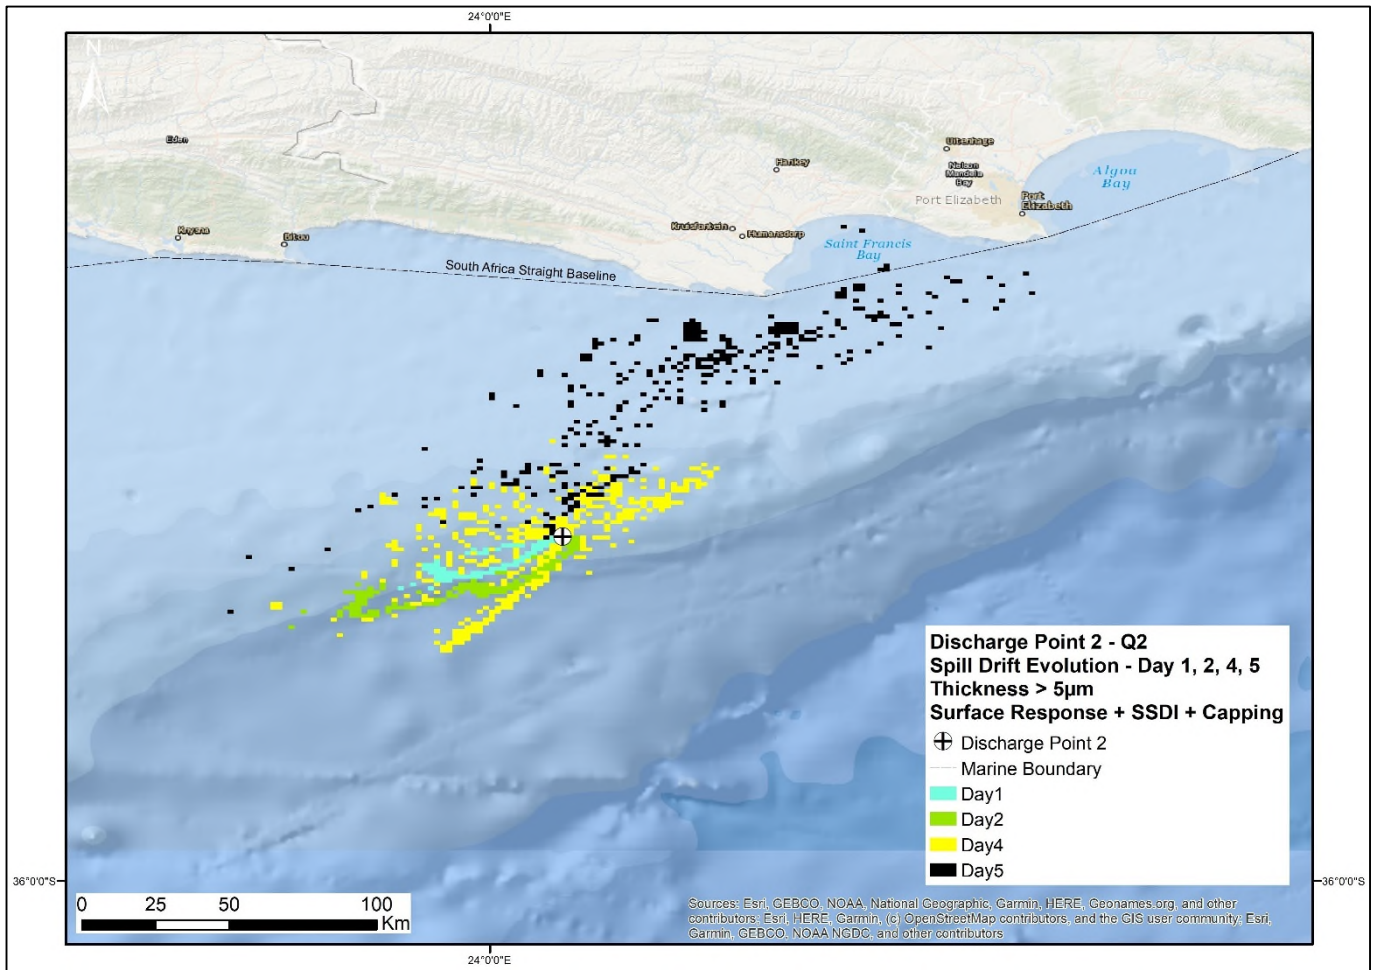 24°0'0"E
N
Eden
Uitenhage
Hankey
Nelson
Mandela
Bay
Algoa
Bay
Port Elizabeth
Port
Elizabeth
Knysna
Bitou
Kruisfontein
Humansdorp
Saint Francis
Bay
South Africa Straight Baseline
Discharge Point 2 - Q2
Spill Drift Evolution - Day 1, 2, 4, 5
Thickness > 5µm
Surface Response + SSDI + Capping
Discharge Point 2
Marine Boundary
Day1
Day2
Day4
Day5
36°0'0"S
36°0'0"S
0 25 50 100
Km
Sources: Esri, GEBCO, NOAA, National Geographic, Garmin, HERE, Geonames.org, and other
contributors; Esri, HERE, Garmin, (c) OpenStreetMap contributors, and the GIS user community; Esri,
Garmin, GEBCO, NOAA NGDC, and other contributors
24°0'0"E